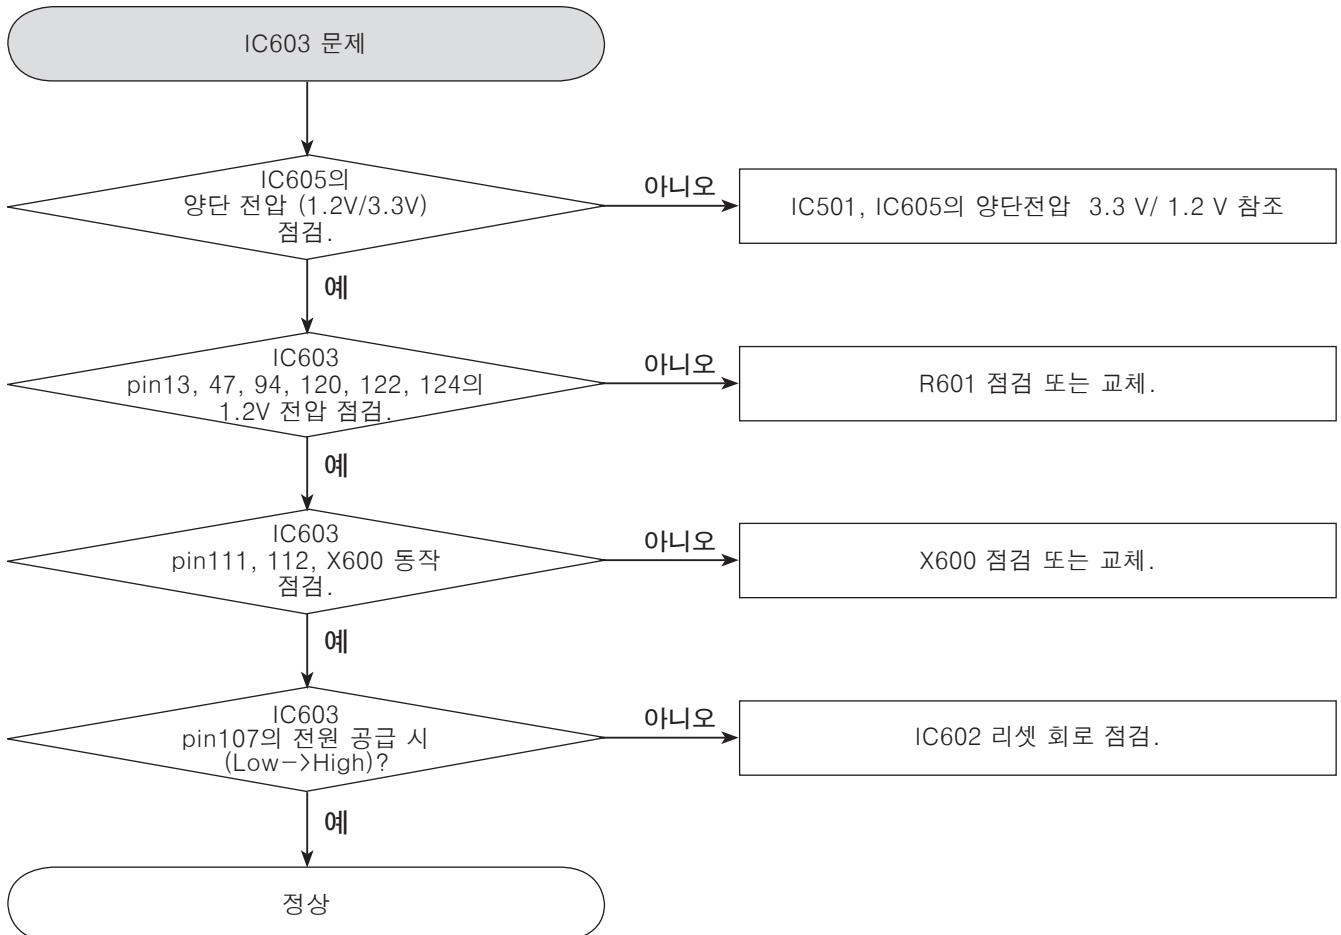 IC603 문제
IC605의
양단 전압 (1.2V/3.3V)
점검.
아니오
IC501, IC605의 양단전압 3.3 V/ 1.2 V 참조
예
IC603
pin13, 47, 94, 120, 122, 124의
1.2V 전압 점검.
아니오
R601 점검 또는 교체.
예
IC603
pin111, 112, X600 동작
점검.
아니오
X600 점검 또는 교체.
예
IC603
pin107의 전원 공급 시
(Low->High)?
아니오
IC602 리셋 회로 점검.
예
정상